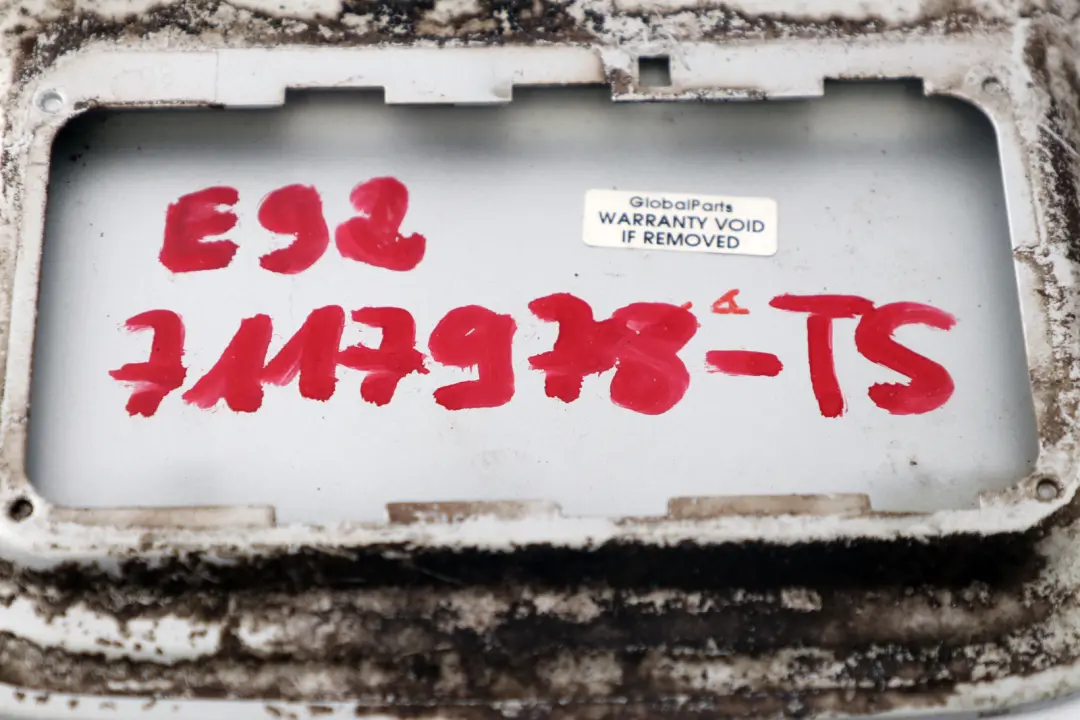 E92
GlobalParts
WARRANTY VOID
IF REMOVED
7117978-TS